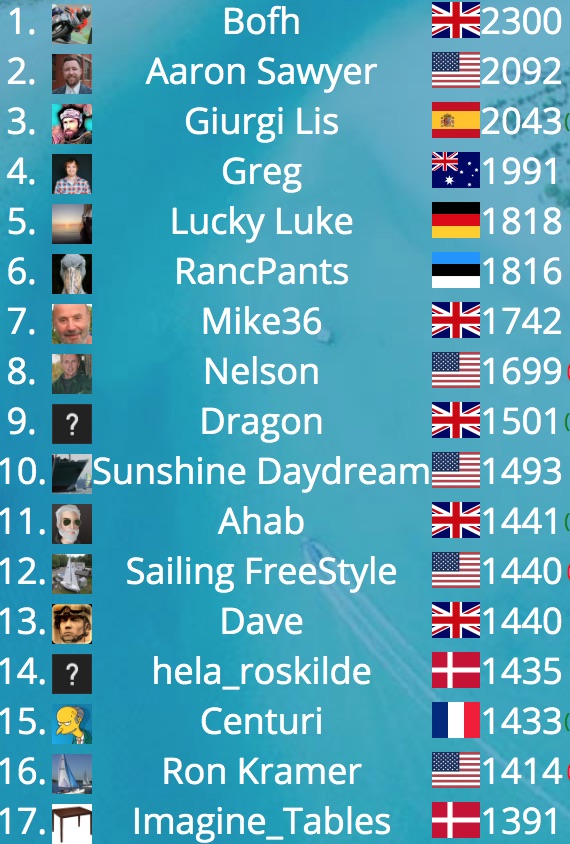 1. Bofh 2300
2. Aaron Sawyer 2092
3. Giurgi Lis 2043
4. Greg 1991
5. Lucky Luke 1818
6. RancPants 1816
7. Mike36 1742
8. Nelson 1699
9. ? Dragon 1501
10. Sunshine Daydream 1493
11. Ahab 1441
12. Sailing FreeStyle 1440
13. Dave 1440
14. ? hela_roskilde 1435
15. Centuri 1433
16. Ron Kramer 1414
17. Imagine_Tables 1391